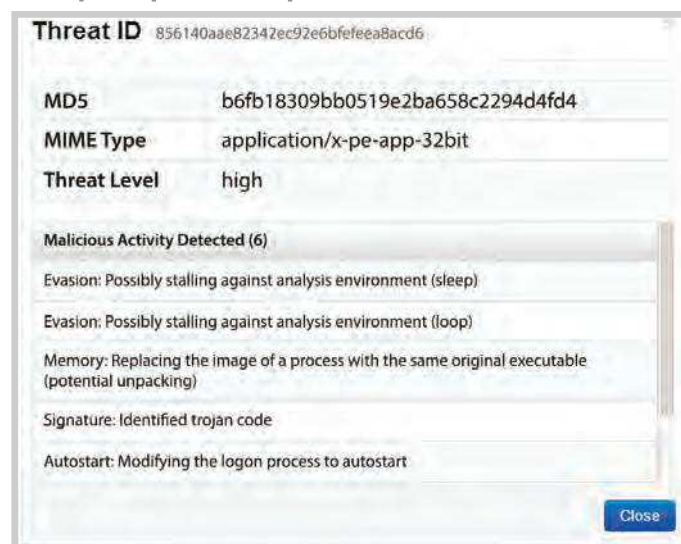 Threat ID 856140aae82342ec92e6bfefeea8acd6
MD5 b6fb18309bb0519e2ba658c2294d4fd4
MIME Type application/x-pe-app-32bit
Threat Level high
Malicious Activity Detected (6)
Evasion: Possibly stalling against analysis environment (sleep)
Evasion: Possibly stalling against analysis environment (loop)
Memory: Replacing the image of a process with the same original executable
(potential unpacking)
Signature: Identified trojan code
Autostart: Modifying the logon process to autostart
Close